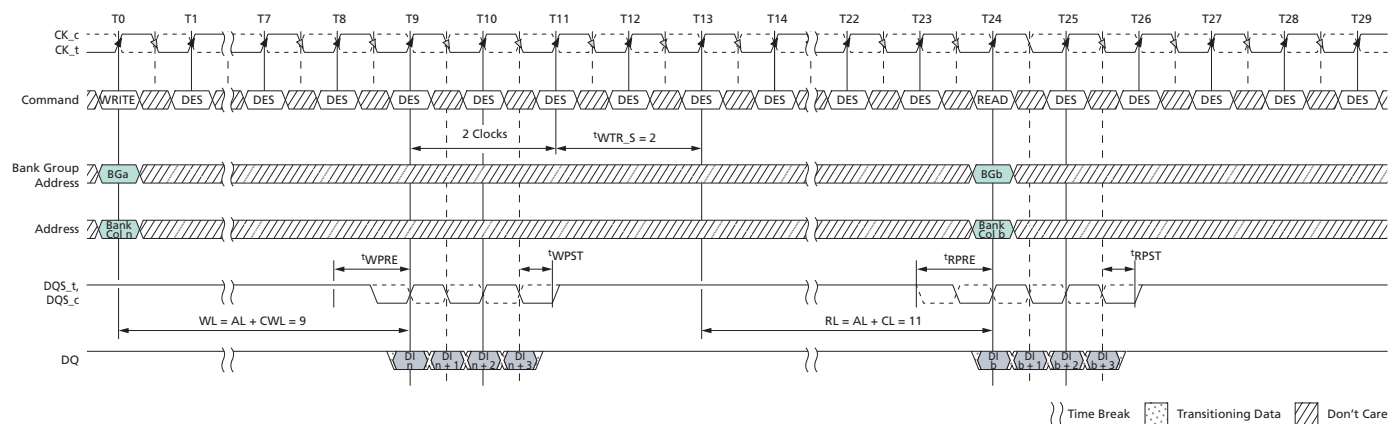 T0 T1 T7 T8 T9 T10 T11 T12 T13 T14 T22 T23 T24 T25 T26 T27 T28 T29
CK_c
CK_t
Command WRITE DES DES DES DES DES DES DES DES DES DES DES READ DES DES DES DES DES
2 Clocks tWTR_S = 2
Bank Group
Address BGa BGb
Address Bank
Col n Bank
Col b
tWPRE tWPST tRPRE tRPST
DQS_t,
DQS_c
WL = AL + CWL = 9 RL = AL + CL = 11
DQ DI
n DI
n + 1 DI
n + 2 DI
n + 3 DI
b DI
b + 1 DI
b + 2 DI
b + 3
Time Break Transitioning Data Don't Care